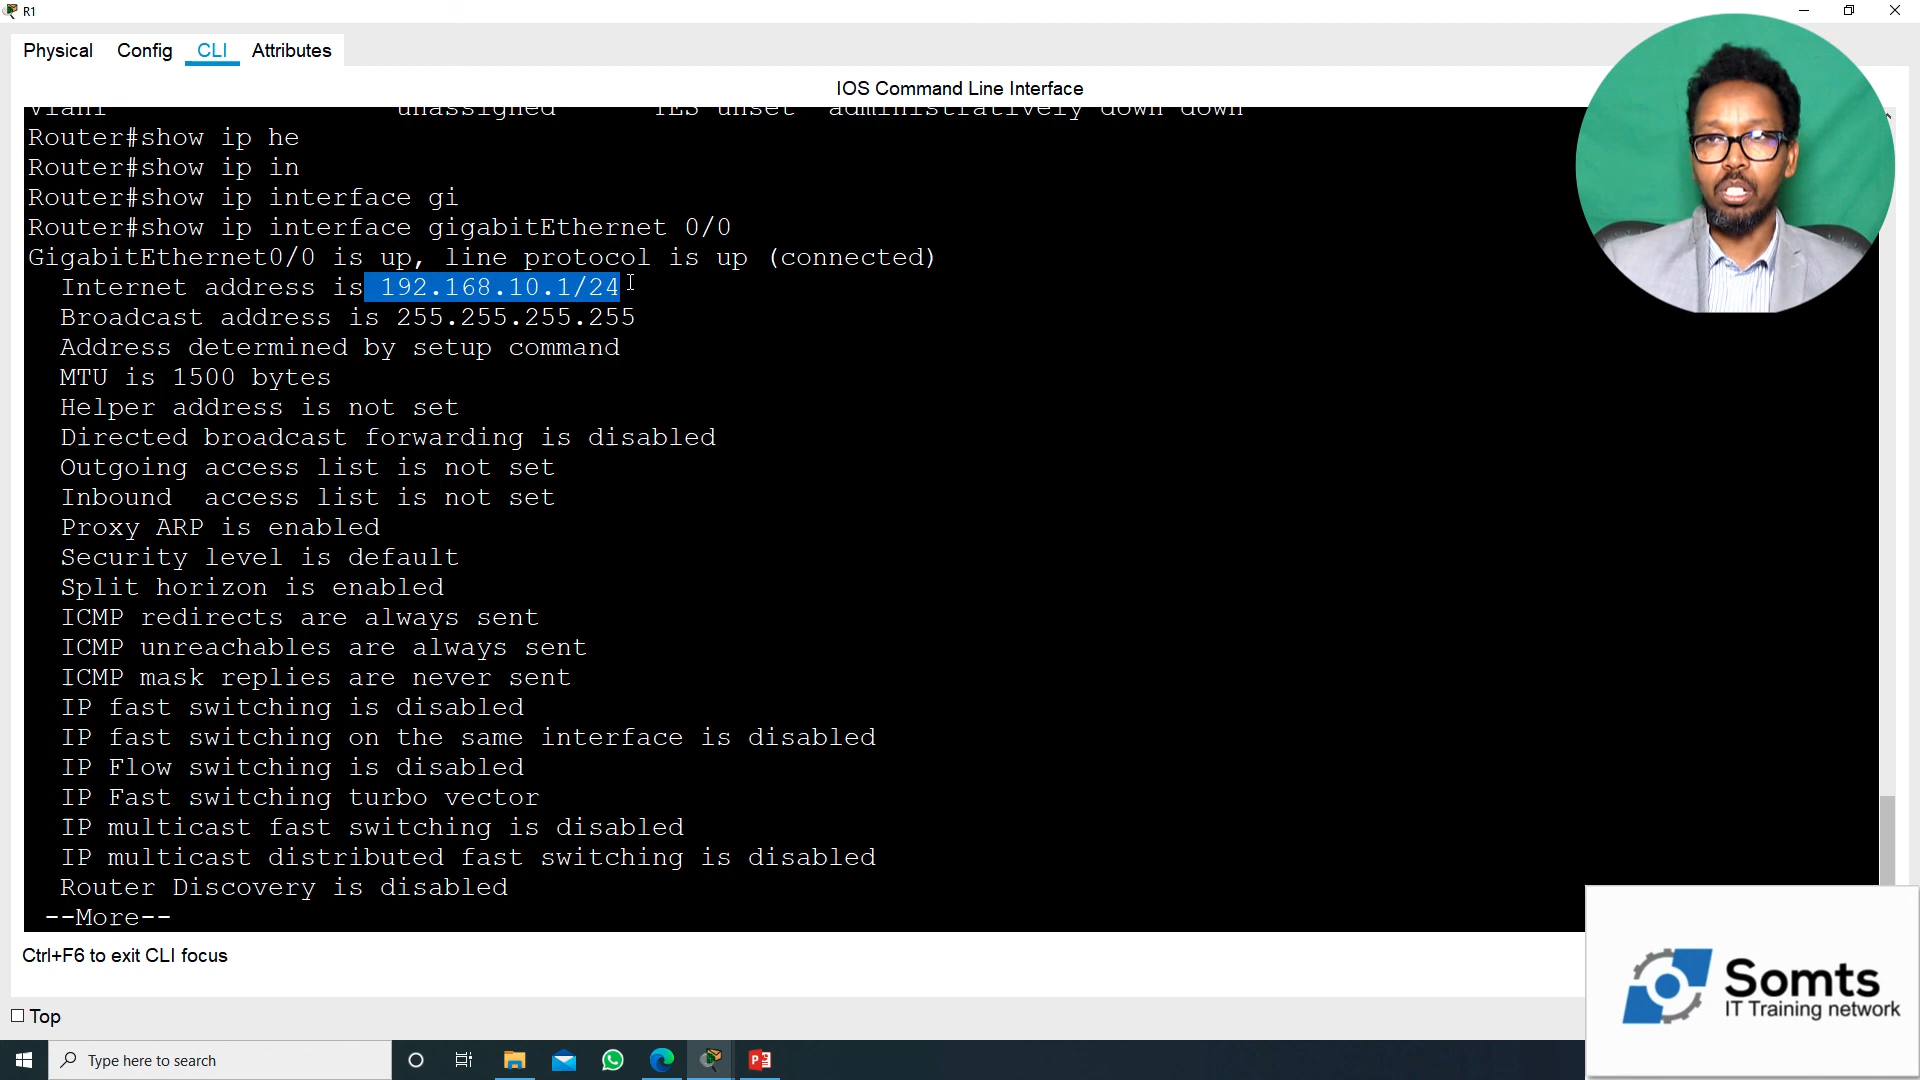 R1
Physical Config CLI Attributes
IOS Command Line Interface
Vlan1 unassigned YES unset administratively down down
Router#show ip he
Router#show ip in
Router#show ip interface gi
Router#show ip interface gigabitEthernet 0/0
GigabitEthernet0/0 is up, line protocol is up (connected)
Internet address is 192.168.10.1/24
Broadcast address is 255.255.255.255
Address determined by setup command
MTU is 1500 bytes
Helper address is not set
Directed broadcast forwarding is disabled
Outgoing access list is not set
Inbound  access list is not set
Proxy ARP is enabled
Security level is default
Split horizon is enabled
ICMP redirects are always sent
ICMP unreachables are always sent
ICMP mask replies are never sent
IP fast switching is disabled
IP fast switching on the same interface is disabled
IP Flow switching is disabled
IP Fast switching turbo vector
IP multicast fast switching is disabled
IP multicast distributed fast switching is disabled
Router Discovery is disabled
--More--
Ctrl+F6 to exit CLI focus
Somts
IT Training network
Top
Type here to search